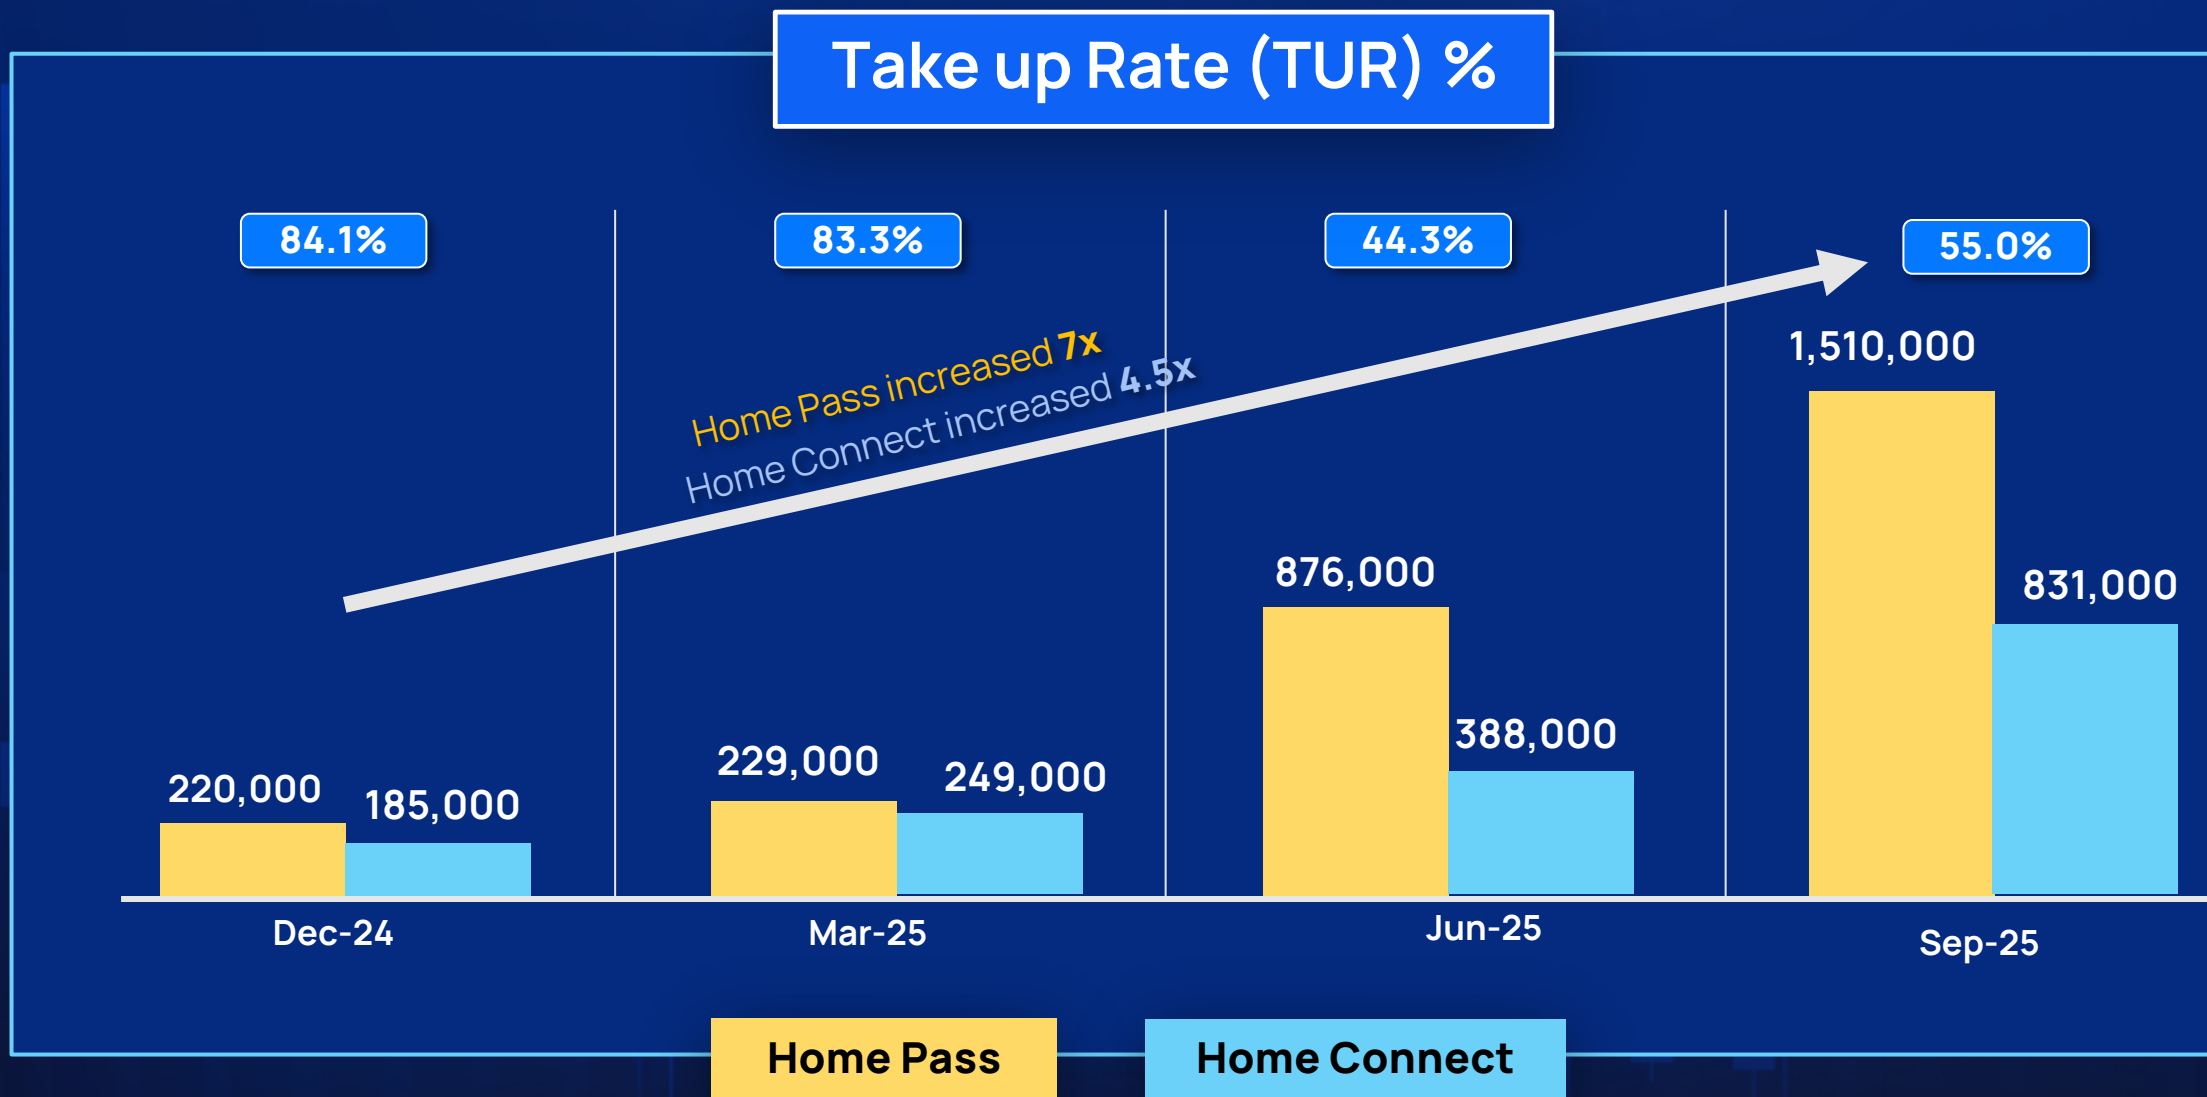 Take up Rate (TUR) %
84.1%
83.3%
44.3%
55.0%
Home Pass increased 7x
Home Connect increased 4.5x
220,000
185,000
229,000
249,000
876,000
388,000
1,510,000
831,000
Dec-24
Mar-25
Jun-25
Sep-25
Home Pass
Home Connect